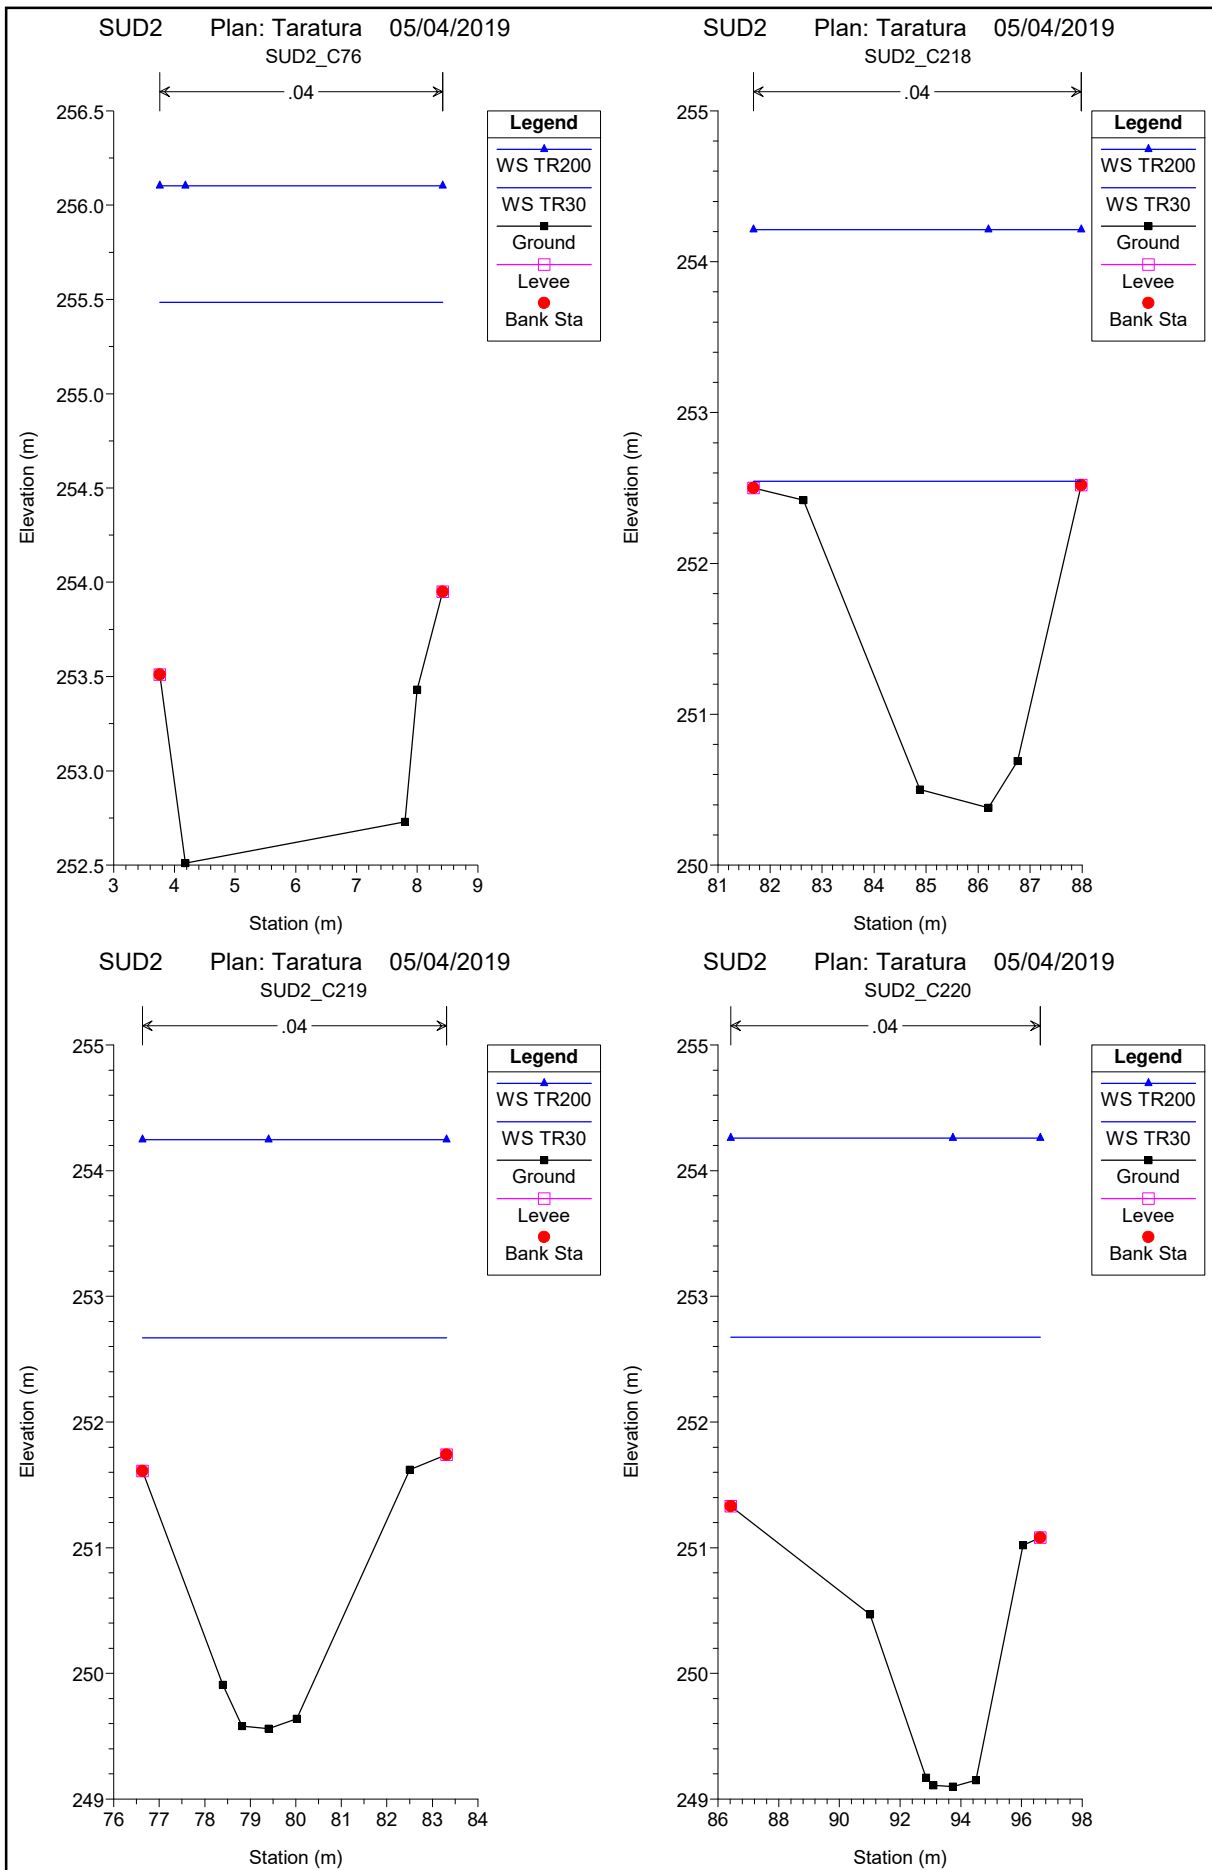 SUD2 Plan: Taratura 05/04/2019
SUD2_C76
.04
256.5
256.0
255.5
255.0
254.5
254.0
253.5
253.0
252.5
Elevation (m)
3 4 5 6 7 8 9
Station (m)
Legend
WS TR200
WS TR30
Ground
Levee
Bank Sta
SUD2 Plan: Taratura 05/04/2019
SUD2_C218
.04
255
254
253
252
251
250
Elevation (m)
81 82 83 84 85 86 87 88
Station (m)
Legend
WS TR200
WS TR30
Ground
Levee
Bank Sta
SUD2 Plan: Taratura 05/04/2019
SUD2_C219
.04
255
254
253
252
251
250
249
Elevation (m)
76 77 78 79 80 81 82 83 84
Station (m)
Legend
WS TR200
WS TR30
Ground
Levee
Bank Sta
SUD2 Plan: Taratura 05/04/2019
SUD2_C220
.04
255
254
253
252
251
250
249
Elevation (m)
86 88 90 92 94 96 98
Station (m)
Legend
WS TR200
WS TR30
Ground
Levee
Bank Sta